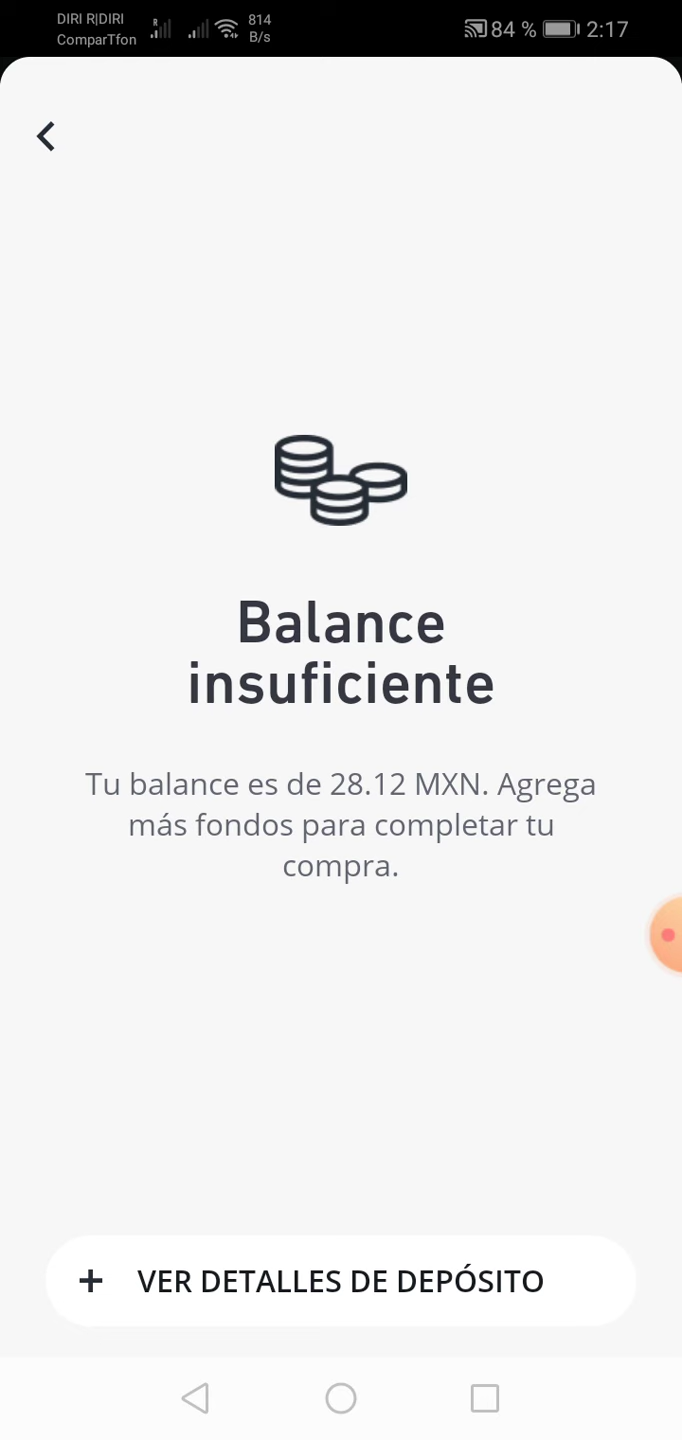 DIRI R|DIRI
ComparTfon
R
814
B/s
84 %
2:17
Balance
insuficiente
Tu balance es de 28.12 MXN. Agrega
más fondos para completar tu
compra.
+ VER DETALLES DE DEPÓSITO